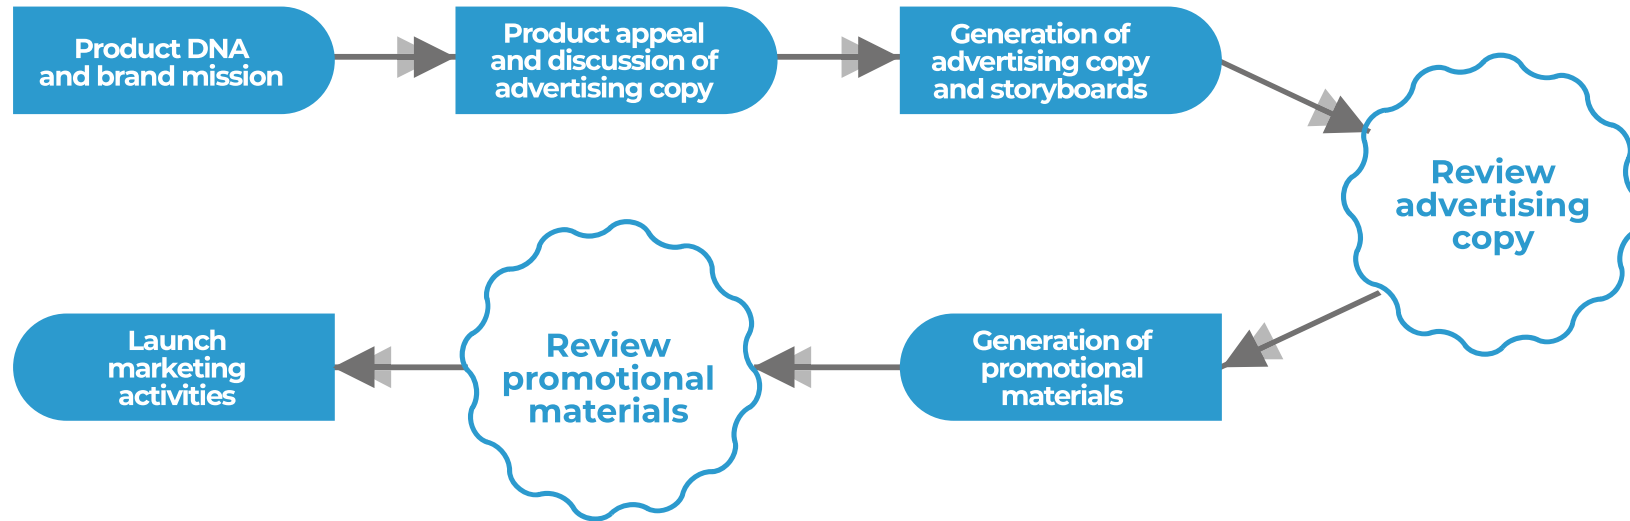 Product DNA
and brand mission
Product appeal
and discussion of
advertising copy
Generation of
advertising copy
and storyboards
Review
advertising
copy
Generation of
promotional
materials
Review
promotional
materials
Launch
marketing
activities